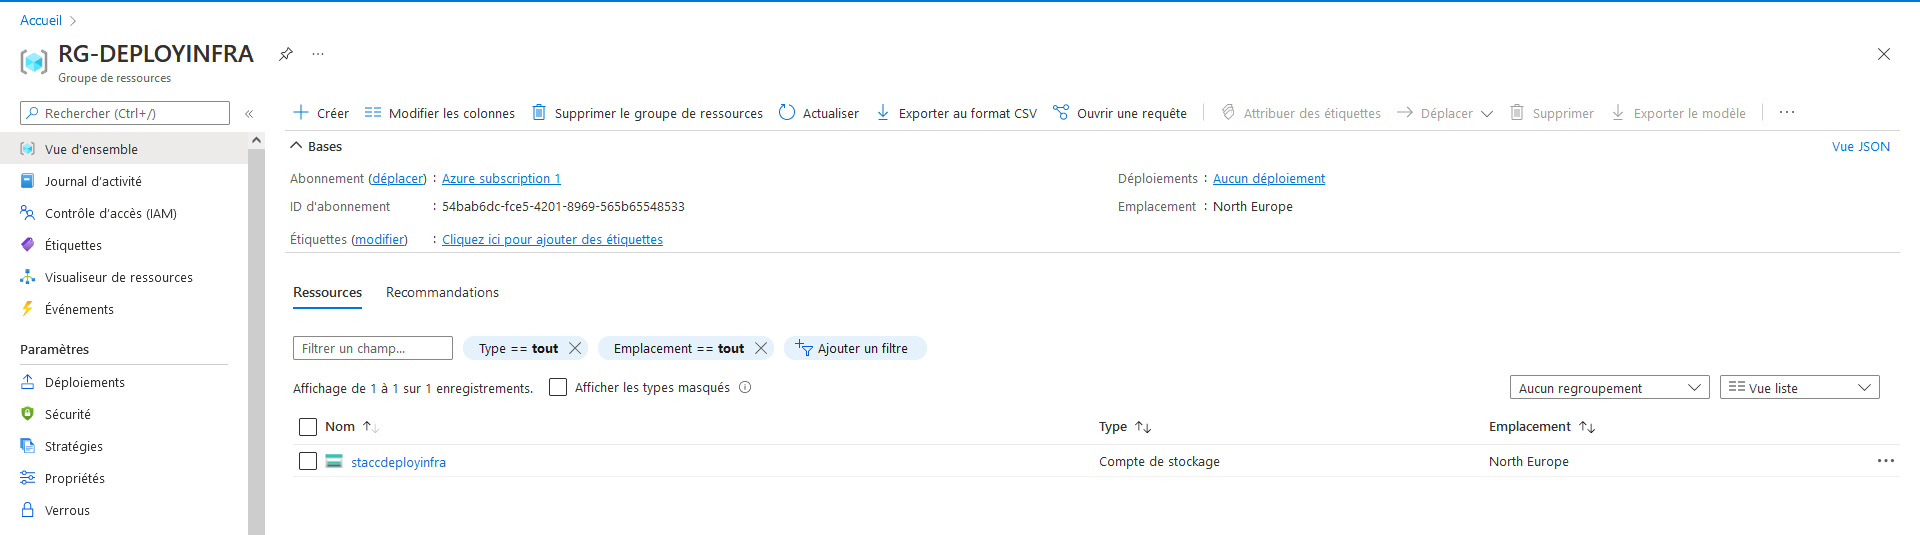 Accueil
RG-DEPLOYINFRA
Groupe de ressources
Rechercher (Ctrl+/)
Vue d'ensemble
Journal d'activité
Contrôle d'accès (IAM)
Étiquettes
Visualiseur de ressources
Événements
Paramètres
Déploiements
Sécurité
Stratégies
Propriétés
Verrous
Créer Modifier les colonnes Supprimer le groupe de ressources Actualiser Exporter au format CSV Ouvrir une requête Attribuer des étiquettes Déplacer Supprimer Exporter le modèle
Bases Vue JSON
Abonnement (déplacer) : Azure subscription 1 Déploiements : Aucun déploiement
ID d'abonnement : 54bab6dc-fce5-4201-8969-565b65548533 Emplacement : North Europe
Étiquettes (modifier) : Cliquez ici pour ajouter des étiquettes
Ressources Recommandations
Filtrer un champ... Type == tout Emplacement == tout Ajouter un filtre
Affichage de 1 à 1 sur 1 enregistrements. Afficher les types masqués Aucun regroupement Vue liste
Nom Type Emplacement
staccdeployinfra Compte de stockage North Europe